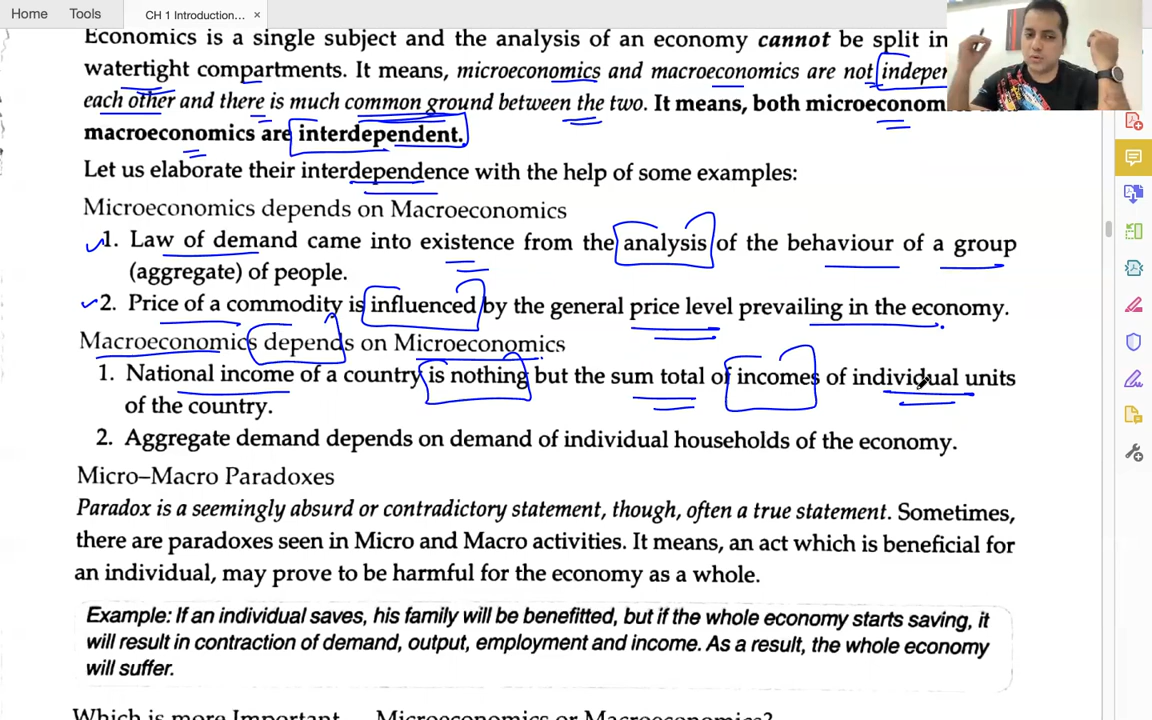 Home Tools CH 1 Introduction... ×
Economics is a single subject and the analysis of an economy cannot be split in
watertight compartments. It means, microeconomics and macroeconomics are not
each other and there is much common ground between the two. It means, both
macroeconomics are interdependent.
Let us elaborate their interdependence with the help of some examples:
Microeconomics depends on Macroeconomics
1. Law of demand came into existence from the analysis of the behaviour of a group
(aggregate) of people.
2. Price of a commodity is influenced by the general price level prevailing in the economy.
Macroeconomics depends on Microeconomics
1. National income of a country is nothing but the sum total of incomes of individual units
of the country.
2. Aggregate demand depends on demand of individual households of the economy.
Micro–Macro Paradoxes
Paradox is a seemingly absurd or contradictory statement, though, often a true statement. Sometimes,
there are paradoxes seen in Micro and Macro activities. It means, an act which is beneficial for
an individual, may prove to be harmful for the economy as a whole.
Example: If an individual saves, his family will be benefitted, but if the whole economy starts saving, it
will result in contraction of demand, output, employment and income. As a result, the whole economy
will suffer.
Which is more Important Microeconomics or Macroeconomics?